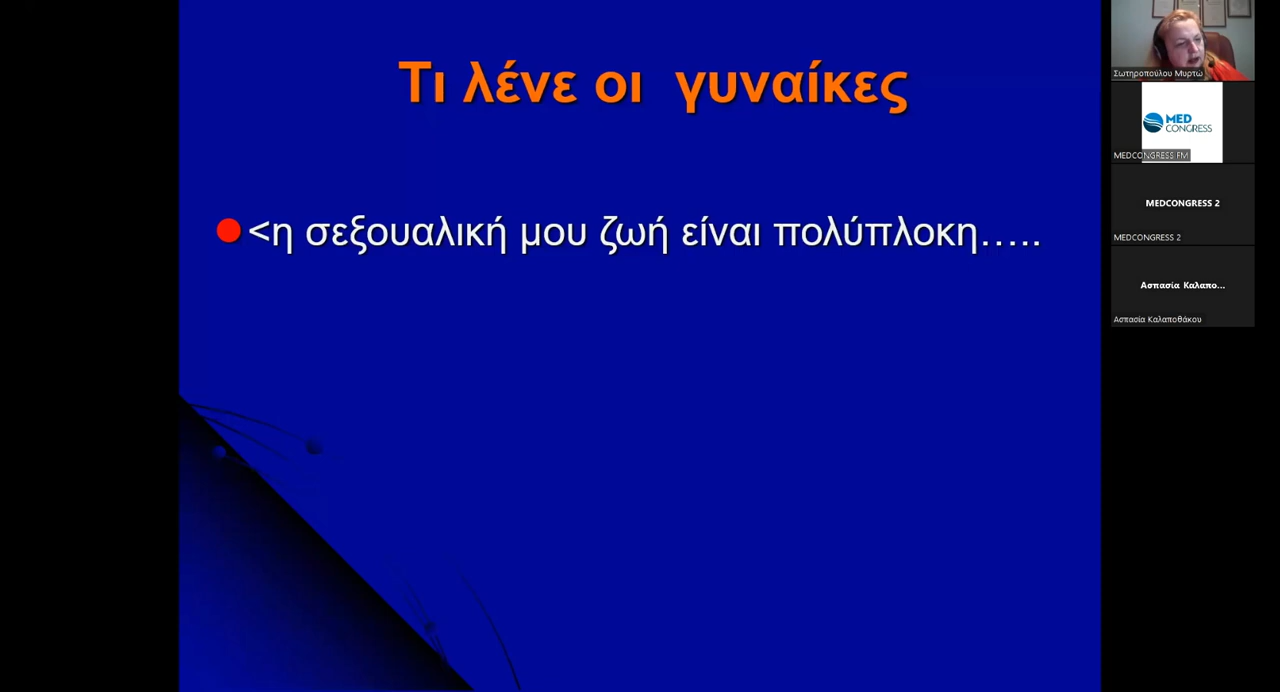 Τι λένε οι γυναίκες
<η σεξουαλική μου ζωή είναι πολύπλοκη…..
Σωτηροπούλου Μυρτώ
MED
CONGRESS
MEDCONGRESS FM
MEDCONGRESS 2
MEDCONGRESS 2
Ασπασία Καλαπο...
Ασπασία Καλαποθάκου